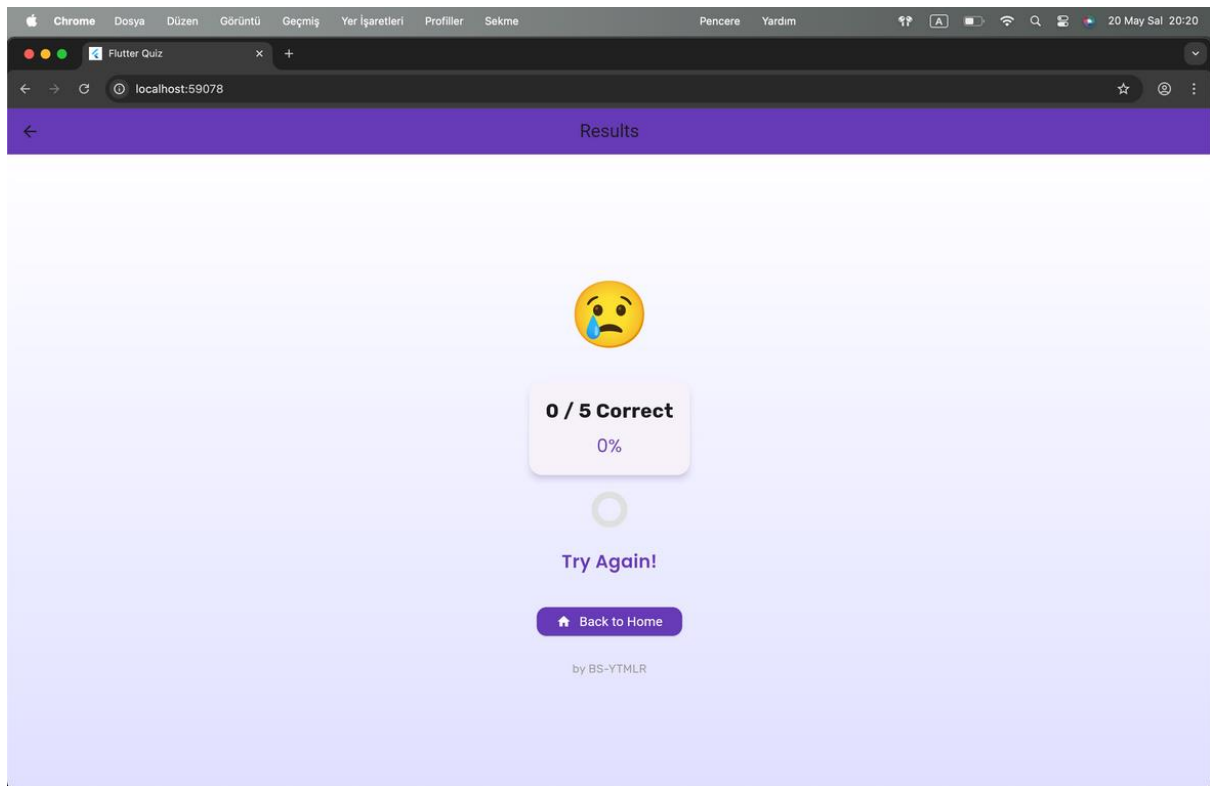 Chrome Dosya Düzen Görüntü Geçmiş Yer İşaretleri Profiller Sekme Pencere Yardım A 20 May Sal 20:20
Flutter Quiz
localhost:59078
Results
0 / 5 Correct
0%
Try Again!
Back to Home
by BS-YTMLR